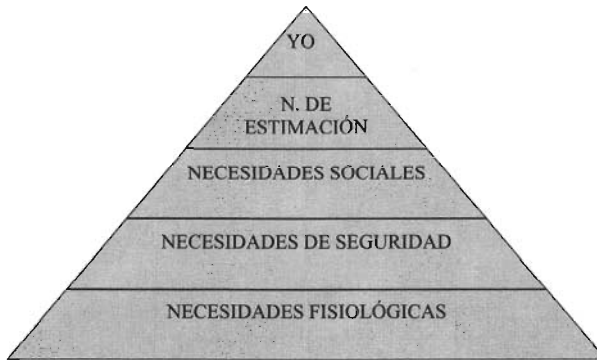 YO
N. DE
ESTIMACIÓN
NECESIDADES SOCIALES
NECESIDADES DE SEGURIDAD
NECESIDADES FISIOLÓGICAS